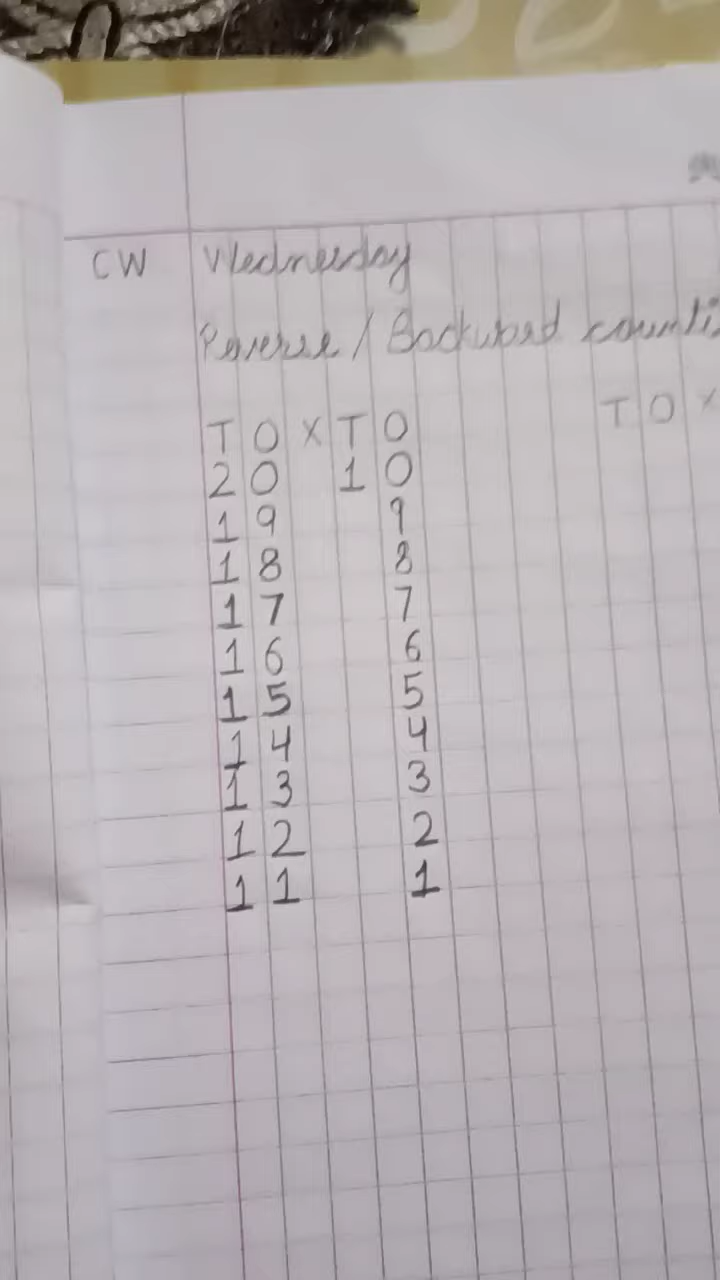 CW Wednesday
Reverse / Backward counti
T O X T O T O X
2 0 1 0
1 9 9
1 8 8
1 7 7
1 6 6
1 5 5
1 4 4
1 3 3
1 2 2
1 1 1